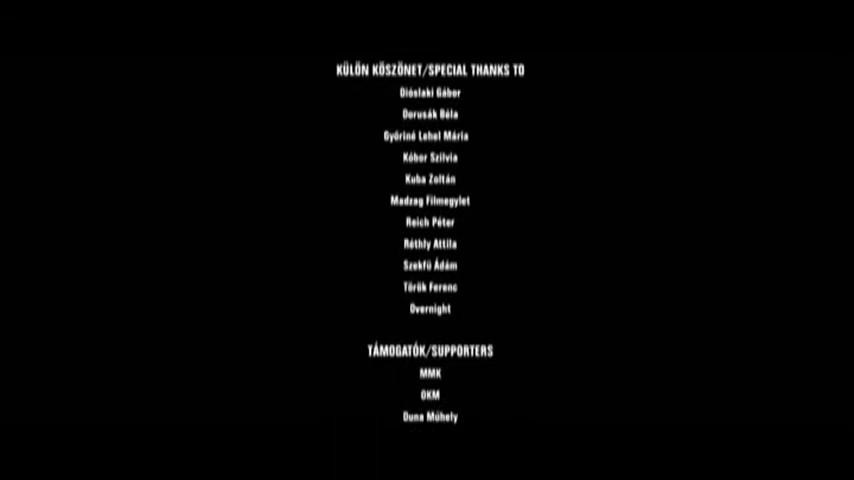 KÜLÖN KÖSZÖNET/SPECIAL THANKS TO
Dióslaki Gábor
Dorusák Béla
Győriné Lehel Mária
Kóbor Szilvia
Kuba Zoltán
Madzag Filmegylet
Reich Péter
Réthly Attila
Szekfü Ádám
Török Ferenc
Overnight
TÁMOGATÓK/SUPPORTERS
MMK
OKM
Duna Műhely